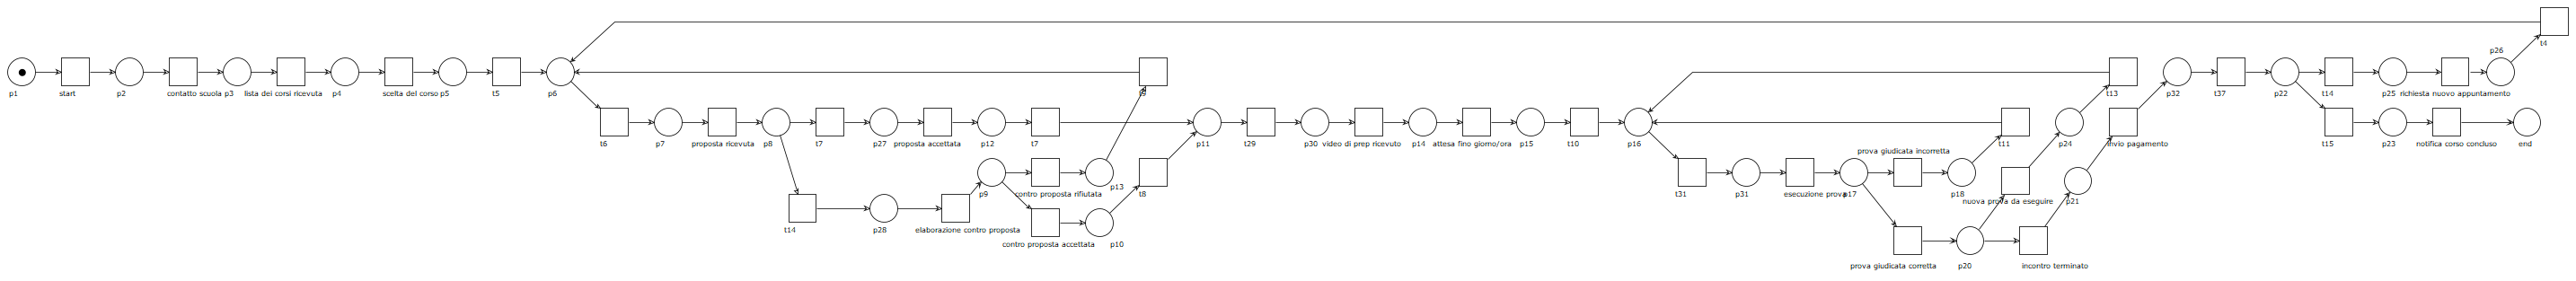 t4
p26
p1
start
p2
contatto scuola
p3
lista dei corsi ricevuta
p4
scelta del corso
p5
t5
p6
t9
t13
p32
t37
p22
t14
p25
richiesta nuovo appuntamento
t6
p7
proposta ricevuta
p8
t7
p27
proposta accettata
p12
t7
p11
t29
p30
video di prep ricevuto
p14
attesa fino giorno/ora
p15
t10
p16
t11
p24
invio pagamento
t15
p23
notifica corso concluso
end
prova giudicata incorretta
p9
contro proposta rifiutata
p13
t8
t31
p31
esecuzione prova
p17
p18
nuova prova da eseguire
p21
t14
p28
elaborazione contro proposta
contro proposta accettata
p10
prova giudicata corretta
p20
incontro terminato